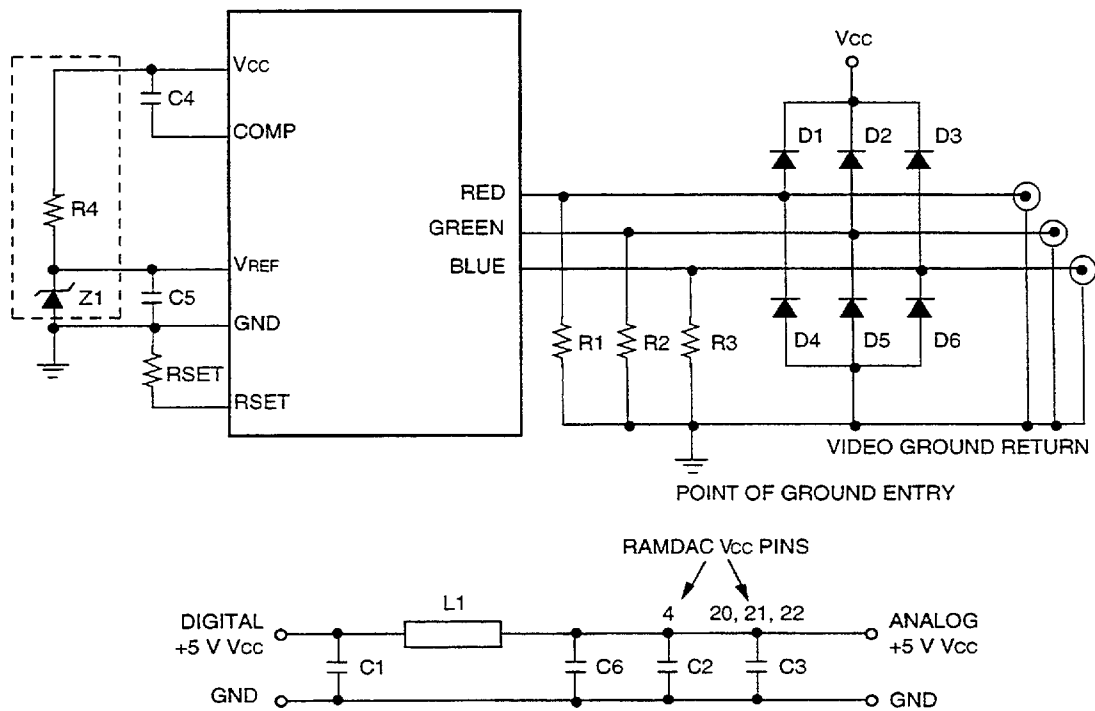 Vcc
C4
COMP
R4
VREF
Z1
C5
GND
RSET
RSET
RED
GREEN
BLUE
Vcc
D1
D2
D3
R1
R2
R3
D4
D5
D6
VIDEO GROUND RETURN
POINT OF GROUND ENTRY
RAMDAC Vcc PINS
L1
4
20, 21, 22
DIGITAL
+5 V Vcc
ANALOG
+5 V Vcc
C1
C6
C2
C3
GND
GND